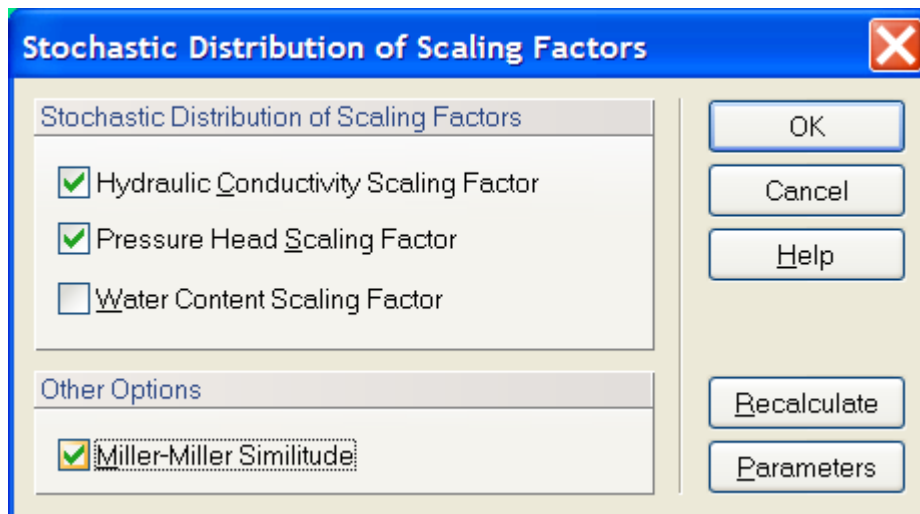 Stochastic Distribution of Scaling Factors
Stochastic Distribution of Scaling Factors
Hydraulic Conductivity Scaling Factor
Pressure Head Scaling Factor
Water Content Scaling Factor
Other Options
Miller-Miller Similitude
OK
Cancel
Help
Recalculate
Parameters